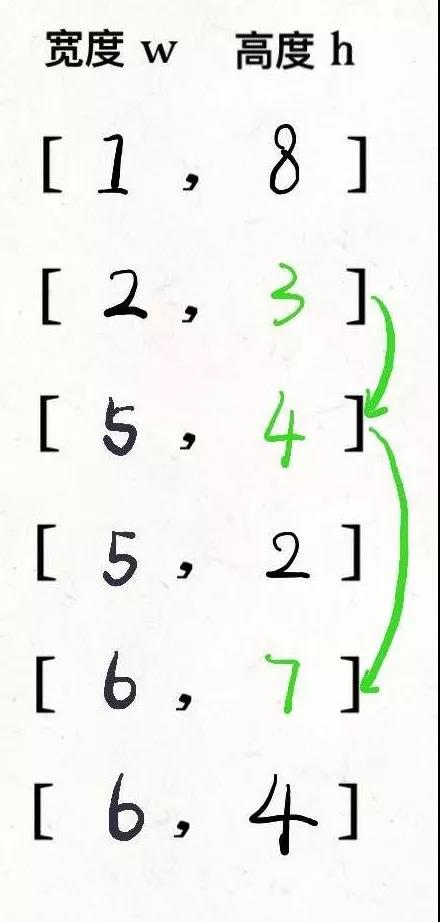 宽度 w 高度 h
[ 1 , 8 ]
[ 2 , 3 ]
[ 5 , 4 ]
[ 5 , 2 ]
[ 6 , 7 ]
[ 6 , 4 ]